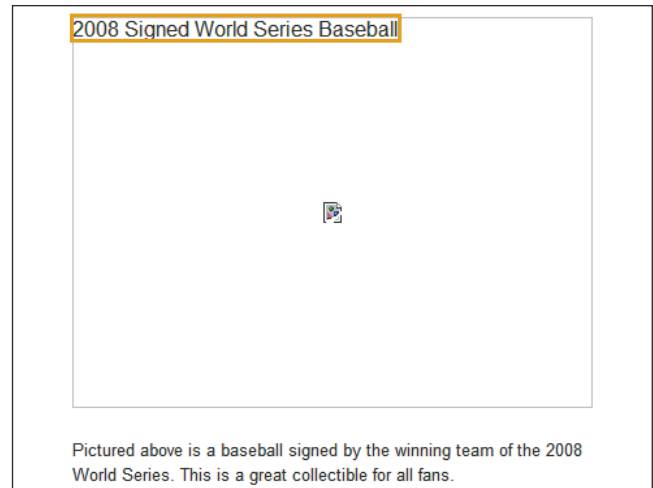 2008 Signed World Series Baseball
Pictured above is a baseball signed by the winning team of the 2008
World Series. This is a great collectible for all fans.